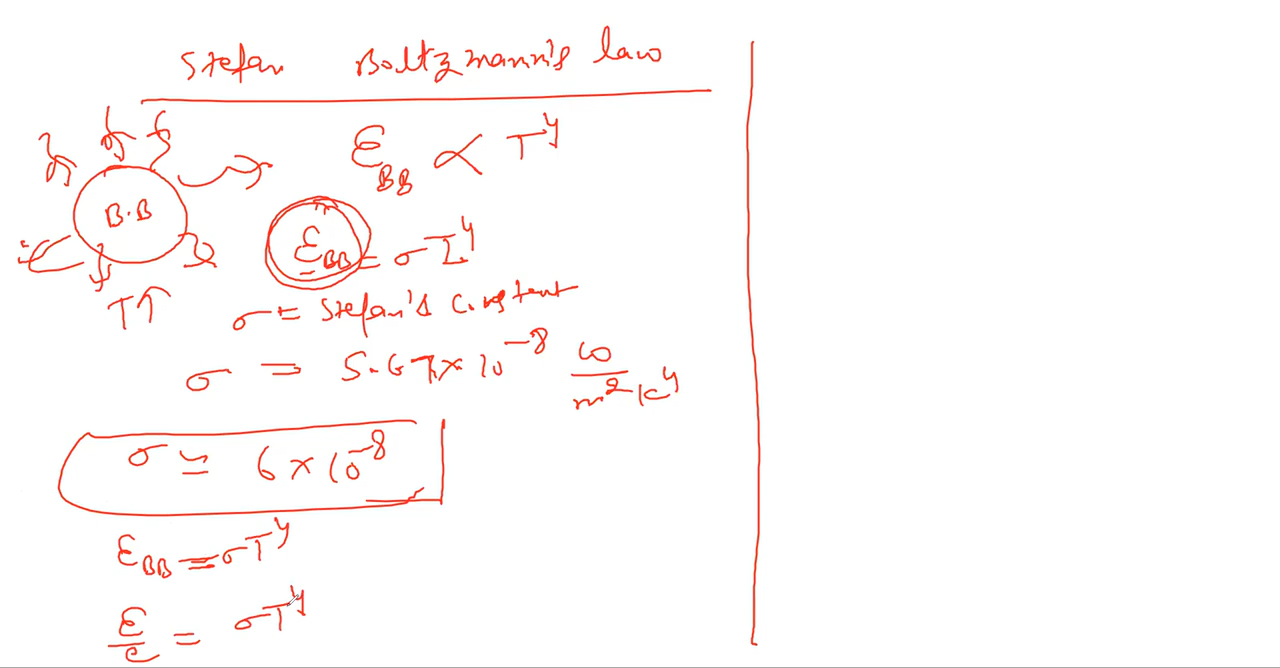 Stefan Boltzmann's law
B.B
T↑
ε_BB ∝ T⁴
ε_BB = σT⁴
σ = Stefan's Constant
σ = 5.67 × 10⁻⁸ W/m²K⁴
σ ≃ 6 × 10⁻⁸
ε_BB = σT⁴
ε/e = σT⁴